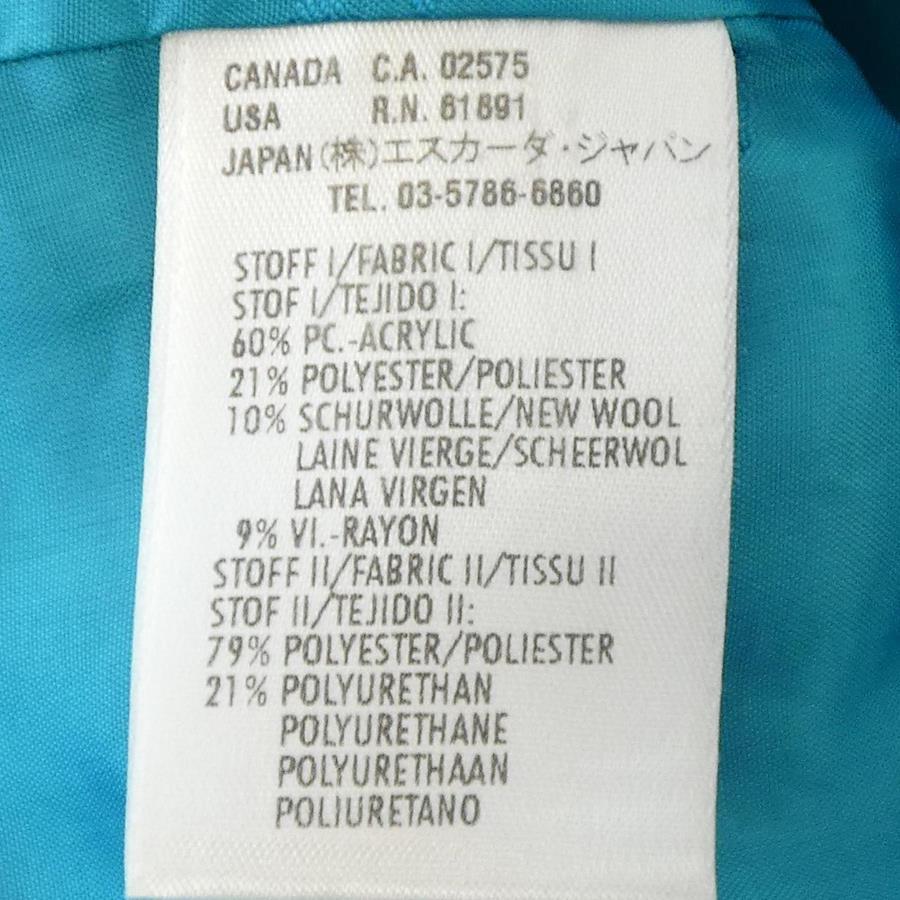 CANADA C.A. 02575
USA R.N. 81891
JAPAN (株)エスカーダ・ジャパン
TEL. 03-5786-6860
STOFF I/FABRIC I/TISSU I
STOF I/TEJIDO I:
60% PC.-ACRYLIC
21% POLYESTER/POLIESTER
10% SCHURWOLLE/NEW WOOL
LAINE VIERGE/SCHEERWOL
LANA VIRGEN
9% VI.-RAYON
STOFF II/FABRIC II/TISSU II
STOF II/TEJIDO II:
79% POLYESTER/POLIESTER
21% POLYURETHAN
POLYURETHANE
POLYURETHAAN
POLIURETANO